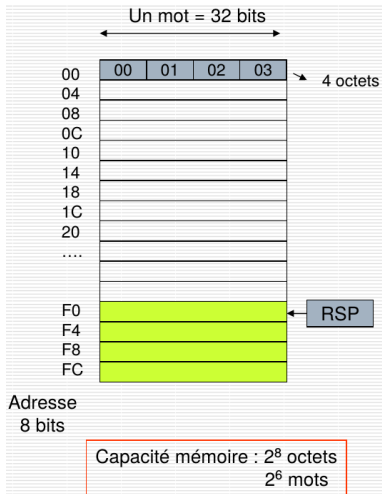 Un mot = 32 bits
00 00 01 02 03 4 octets
04
08
0C
10
14
18
1C
20
....
F0 RSP
F4
F8
FC
Adresse
8 bits
Capacité mémoire : 2⁸ octets
2⁶ mots